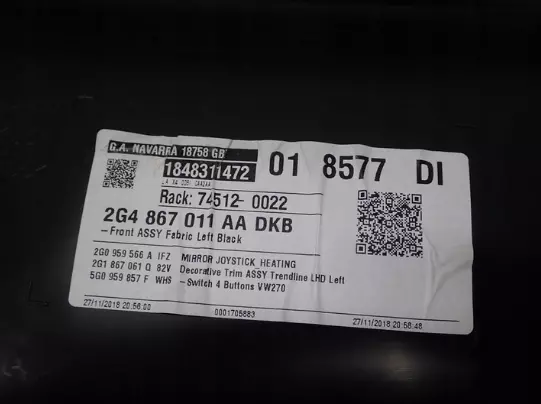 G.A. NAVARRA 18758 GB
1848311472
01 8577 DI
Rack: 74512- 0022
2G4 867 011 AA DKB
-Front ASSY Fabric Left Black
2G0 959 566 A IFZ MIRROR JOYSTICK HEATING
2G1 867 061 Q 82V Decorative Trim ASSY Trendline LHD Left
5G0 959 857 F WHS -Switch 4 Buttons VW270
27/11/2018 20:56:00 0001705883 27/11/2018 20:56:48